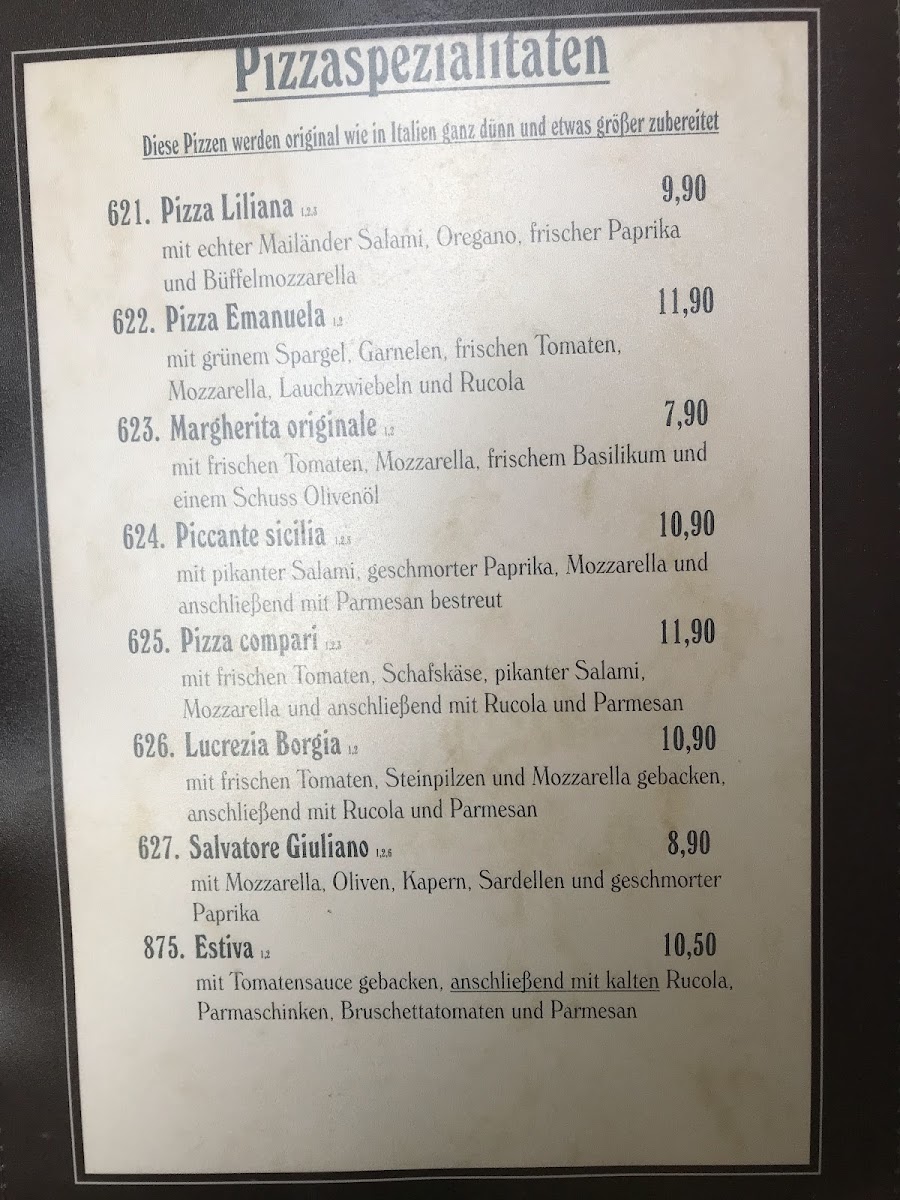 Pizzaspezialitäten
Diese Pizzen werden original wie in Italien ganz dünn und etwas größer zubereitet
621. Pizza Liliana 1,2,3 9,90
mit echter Mailänder Salami, Oregano, frischer Paprika
und Büffelmozzarella
622. Pizza Emanuela 1,2 11,90
mit grünem Spargel, Garnelen, frischen Tomaten,
Mozzarella, Lauchzwiebeln und Rucola
623. Margherita originale 1,2 7,90
mit frischen Tomaten, Mozzarella, frischem Basilikum und
einem Schuss Olivenöl
624. Piccante sicilia 1,2,3 10,90
mit pikanter Salami, geschmorter Paprika, Mozzarella und
anschließend mit Parmesan bestreut
625. Pizza compari 1,2,3 11,90
mit frischen Tomaten, Schafskäse, pikanter Salami,
Mozzarella und anschließend mit Rucola und Parmesan
626. Lucrezia Borgia 1,2 10,90
mit frischen Tomaten, Steinpilzen und Mozzarella gebacken,
anschließend mit Rucola und Parmesan
627. Salvatore Giuliano 1,2,6 8,90
mit Mozzarella, Oliven, Kapern, Sardellen und geschmorter
Paprika
875. Estiva 1,2 10,50
mit Tomatensauce gebacken, anschließend mit kalten Rucola,
Parmaschinken, Bruschettatomaten und Parmesan